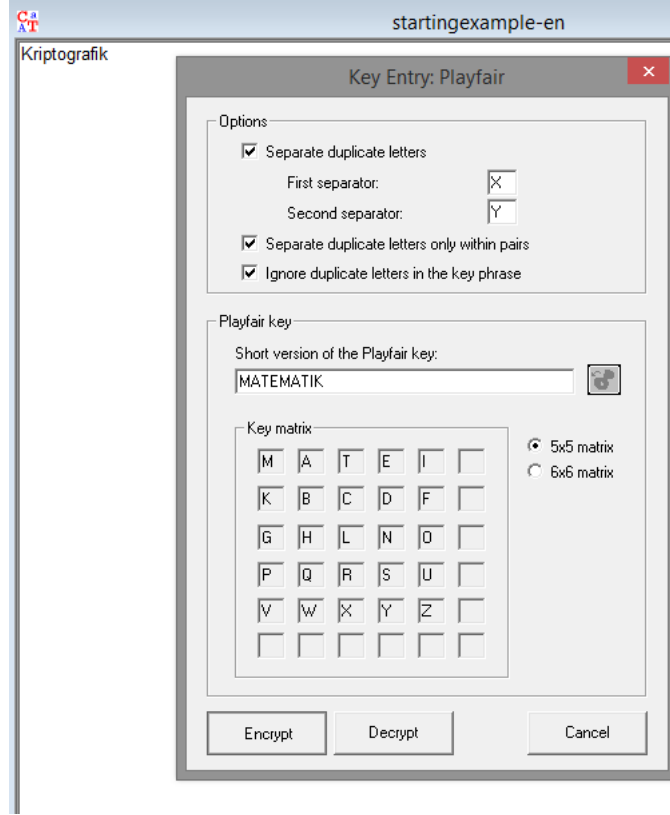 startingexample-en
Kriptografik
Key Entry: Playfair
Options
Separate duplicate letters
First separator: X
Second separator: Y
Separate duplicate letters only within pairs
Ignore duplicate letters in the key phrase
Playfair key
Short version of the Playfair key:
MATEMATIK
Key matrix
M A T E I
K B C D F
G H L N O
P Q R S U
V W X Y Z
5x5 matrix
6x6 matrix
Encrypt Decrypt Cancel